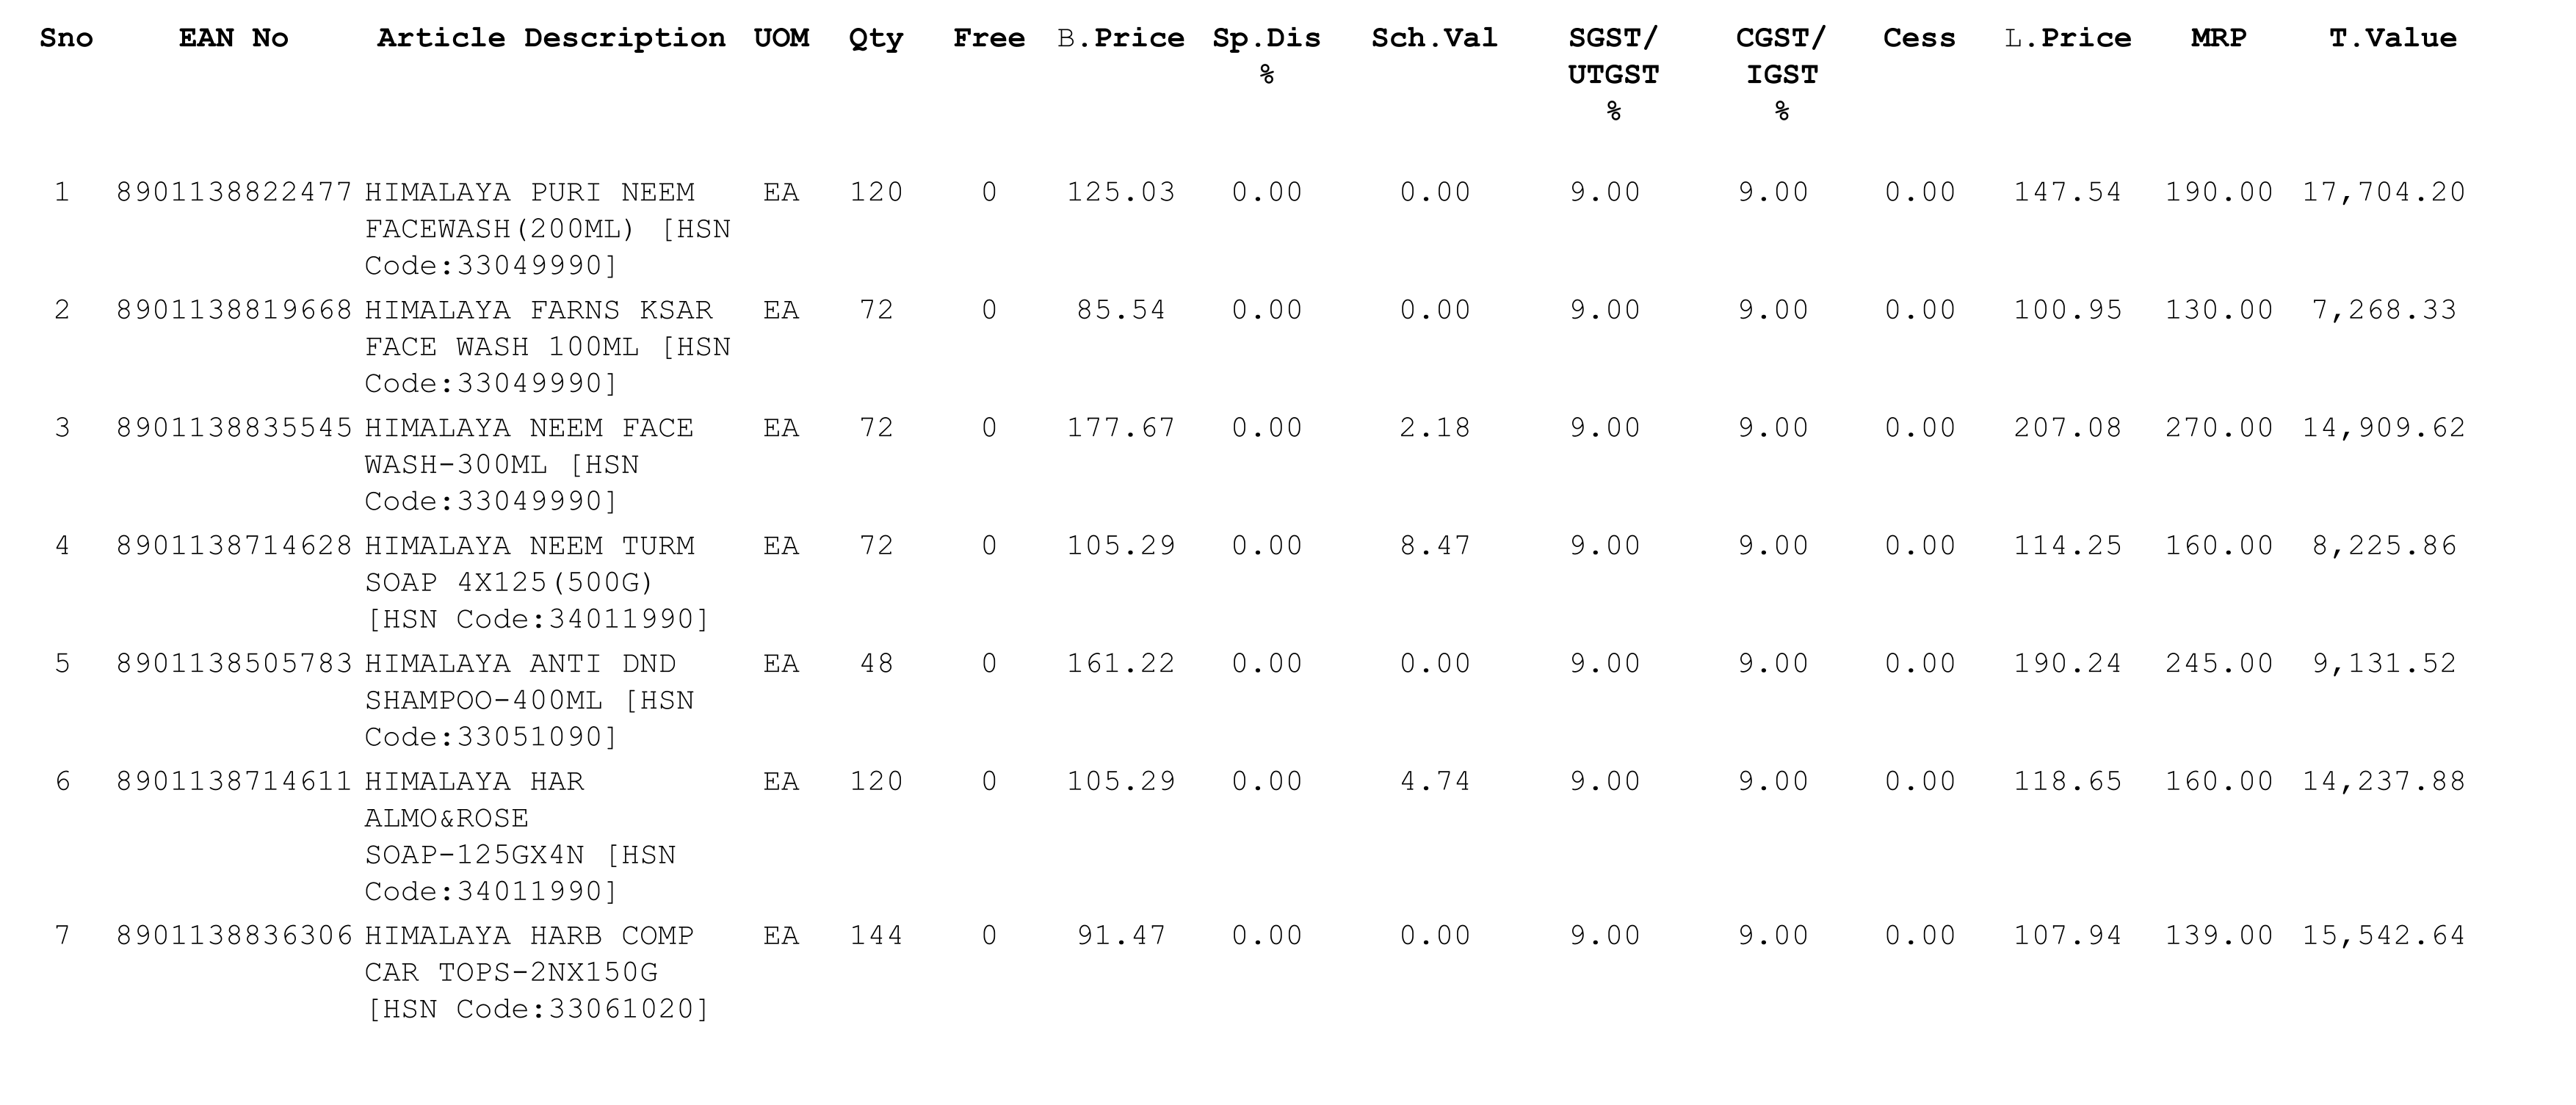 Sno EAN No Article Description UOM Qty Free B.Price Sp.Dis Sch.Val SGST/ CGST/ Cess L.Price MRP T.Value
% UTGST IGST
% %
1 8901138822477 HIMALAYA PURI NEEM EA 120 0 125.03 0.00 0.00 9.00 9.00 0.00 147.54 190.00 17,704.20
FACEWASH(200ML) [HSN
Code:33049990]
2 8901138819668 HIMALAYA FARNS KSAR EA 72 0 85.54 0.00 0.00 9.00 9.00 0.00 100.95 130.00 7,268.33
FACE WASH 100ML [HSN
Code:33049990]
3 8901138835545 HIMALAYA NEEM FACE EA 72 0 177.67 0.00 2.18 9.00 9.00 0.00 207.08 270.00 14,909.62
WASH-300ML [HSN
Code:33049990]
4 8901138714628 HIMALAYA NEEM TURM EA 72 0 105.29 0.00 8.47 9.00 9.00 0.00 114.25 160.00 8,225.86
SOAP 4X125(500G)
[HSN Code:34011990]
5 8901138505783 HIMALAYA ANTI DND EA 48 0 161.22 0.00 0.00 9.00 9.00 0.00 190.24 245.00 9,131.52
SHAMPOO-400ML [HSN
Code:33051090]
6 8901138714611 HIMALAYA HAR EA 120 0 105.29 0.00 4.74 9.00 9.00 0.00 118.65 160.00 14,237.88
ALMO&ROSE
SOAP-125GX4N [HSN
Code:34011990]
7 8901138836306 HIMALAYA HARB COMP EA 144 0 91.47 0.00 0.00 9.00 9.00 0.00 107.94 139.00 15,542.64
CAR TOPS-2NX150G
[HSN Code:33061020]